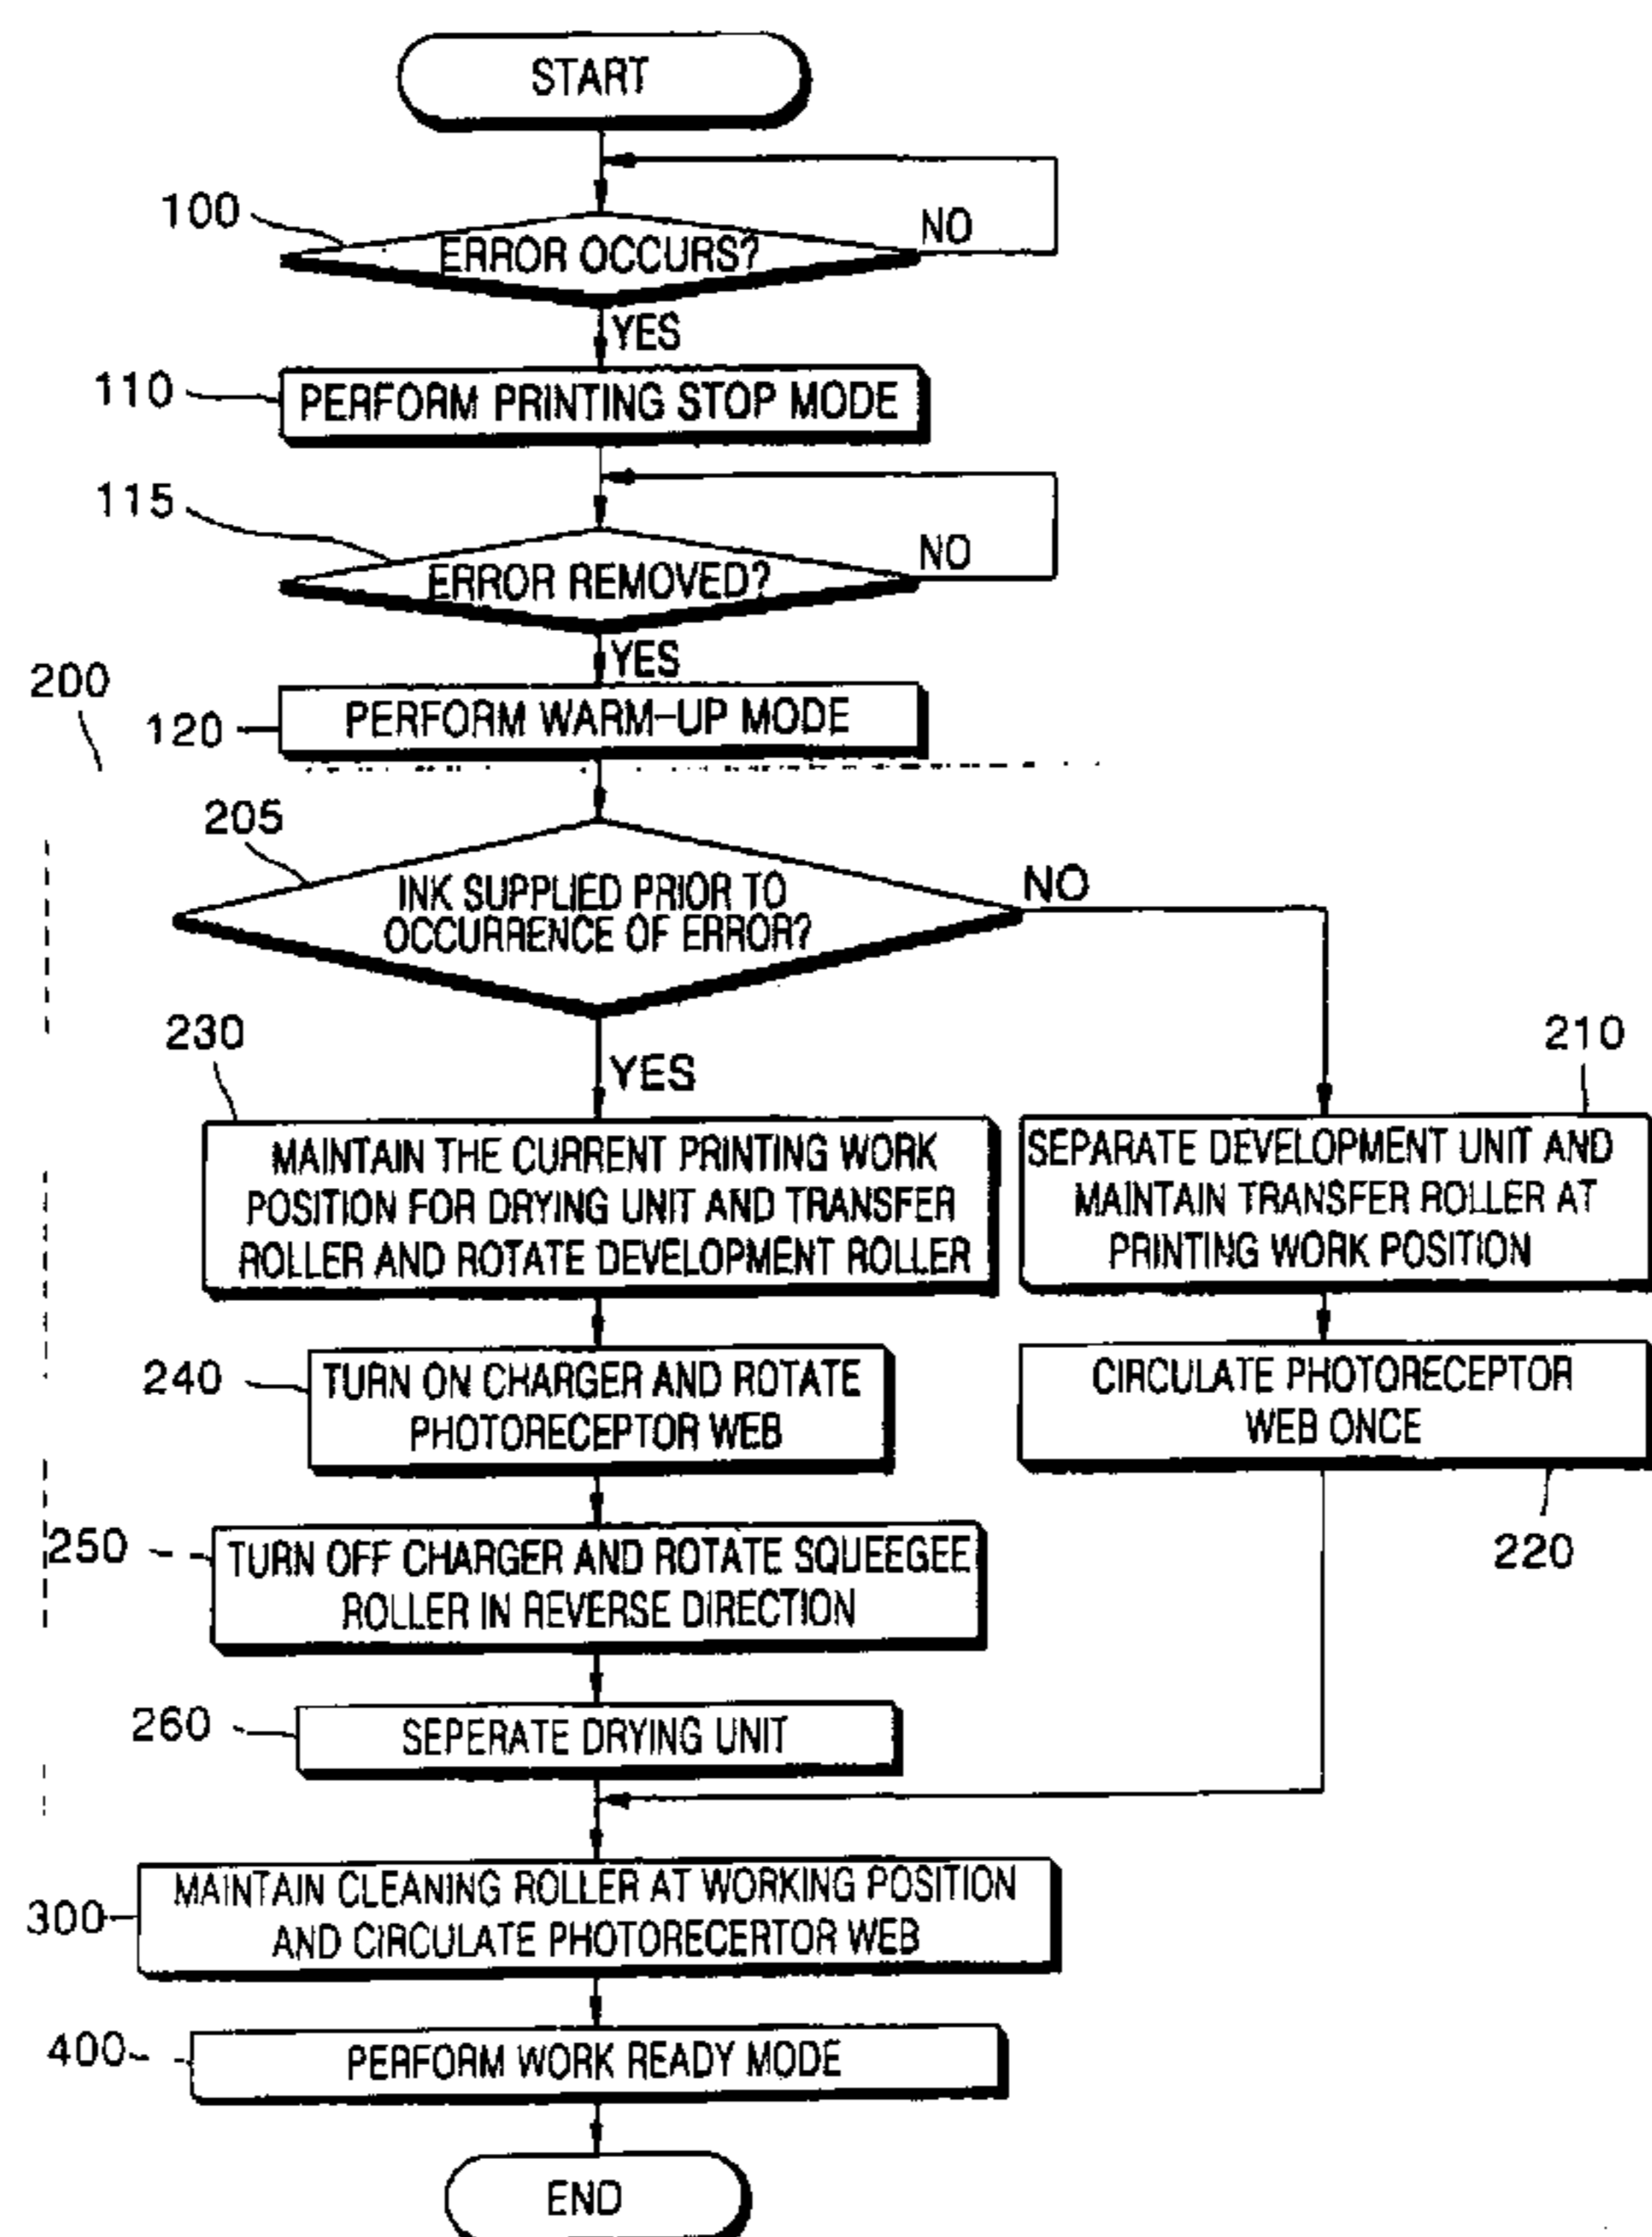 START
100
ERROR OCCURS?
NO
YES
110
PERFORM PRINTING STOP MODE
115
ERROR REMOVED?
NO
YES
200
120
PERFORM WARM-UP MODE
205
INK SUPPLIED PRIOR TO
OCCURRENCE OF ERROR?
NO
YES
230
MAINTAIN THE CURRENT PRINTING WORK
POSITION FOR DRYING UNIT AND TRANSFER
ROLLER AND ROTATE DEVELOPMENT ROLLER
210
SEPARATE DEVELOPMENT UNIT AND
MAINTAIN TRANSFER ROLLER AT
PRINTING WORK POSITION
240
TURN ON CHARGER AND ROTATE
PHOTORECEPTOR WEB
CIRCULATE PHOTORECEPTOR
WEB ONCE
220
250
TURN OFF CHARGER AND ROTATE SQUEEGEE
ROLLER IN REVERSE DIRECTION
260
SEPERATE DRYING UNIT
300
MAINTAIN CLEANING ROLLER AT WORKING POSITION
AND CIRCULATE PHOTORECERTOR WEB
400
PERFORM WORK READY MODE
END